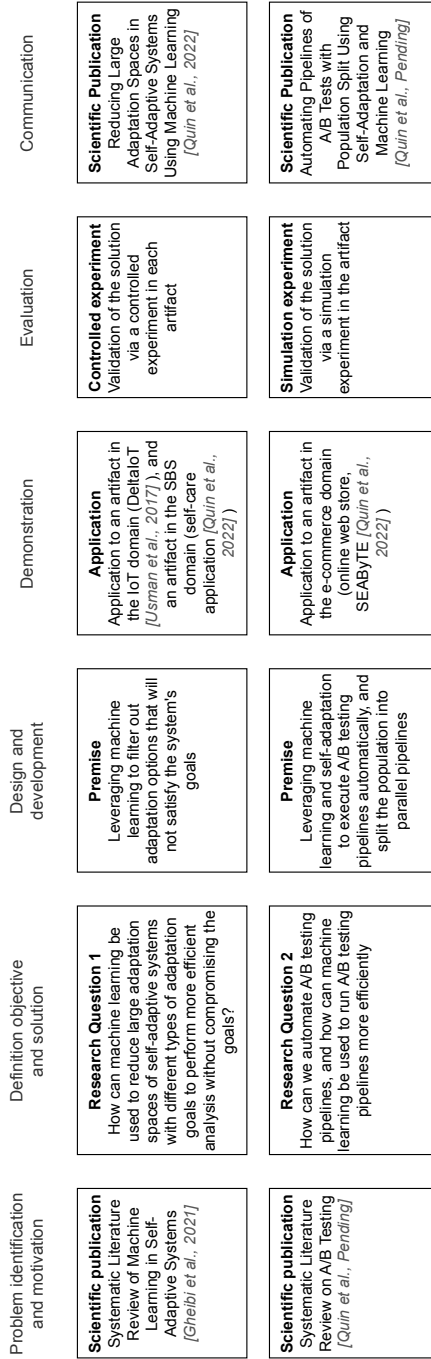 Problem identification
and motivation
Definition objective
and solution
Design and
development
Demonstration
Evaluation
Communication
Scientific publication
Systematic Literature
Review of Machine
Learning in Self-
Adaptive Systems
[Gheibi et al., 2021]
Research Question 1
How can machine learning be
used to reduce large adaptation
spaces of self-adaptive systems
with different types of adaptation
goals to perform more efficient
analysis without compromising the
goals?
Premise
Leveraging machine
learning to filter out
adaptation options that will
not satisfy the system's
goals
Application
Application to an artifact in
the IoT domain (DeltaIoT
[Usman et al., 2017] ), and
an artifact in the SBS
domain (self-care
application [Quin et al.,
2022] )
Controlled experiment
Validation of the solution
via a controlled
experiment in each
artifact
Scientific Publication
Reducing Large
Adaptation Spaces in
Self-Adaptive Systems
Using Machine Learning
[Quin et al., 2022]
Scientific publication
Systematic Literature
Review on A/B Testing
[Quin et al., Pending]
Research Question 2
How can we automate A/B testing
pipelines, and how can machine
learning be used to run A/B testing
pipelines more efficiently
Premise
Leveraging machine
learning and self-adaptation
to execute A/B testing
pipelines automatically, and
split the population into
parallel pipelines
Application
Application to an artifact in
the e-commerce domain
(online web store,
SEAByTE [Quin et al.,
2022] )
Simulation experiment
Validation of the solution
via a simulation
experiment in the artifact
Scientific Publication
Automating Pipelines of
A/B Tests with
Population Split Using
Self-Adaptation and
Machine Learning
[Quin et al., Pending]